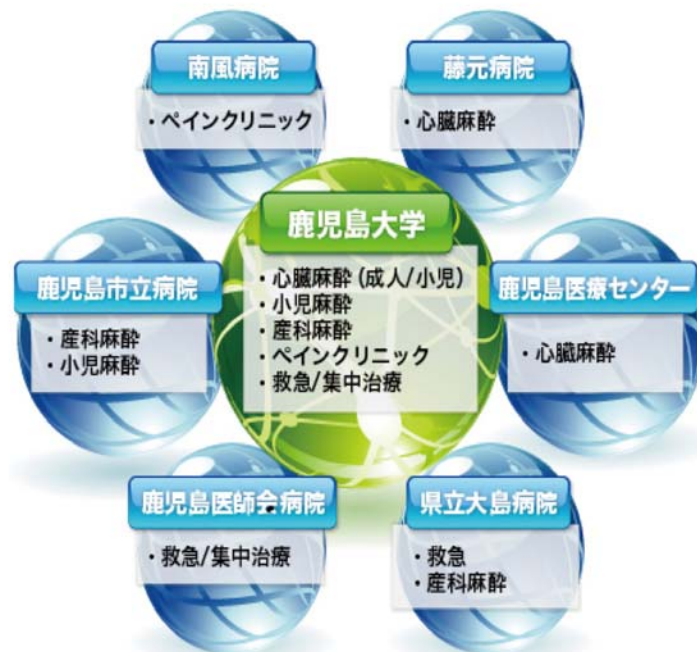 南風病院
・ペインクリニック
藤元病院
・心臓麻酔
鹿児島大学
・心臓麻酔(成人/小児)
・小児麻酔
・産科麻酔
・ペインクリニック
・救急/集中治療
鹿児島市立病院
・産科麻酔
・小児麻酔
鹿児島医療センター
・心臓麻酔
鹿児島医師会病院
・救急/集中治療
県立大島病院
・救急
・産科麻酔